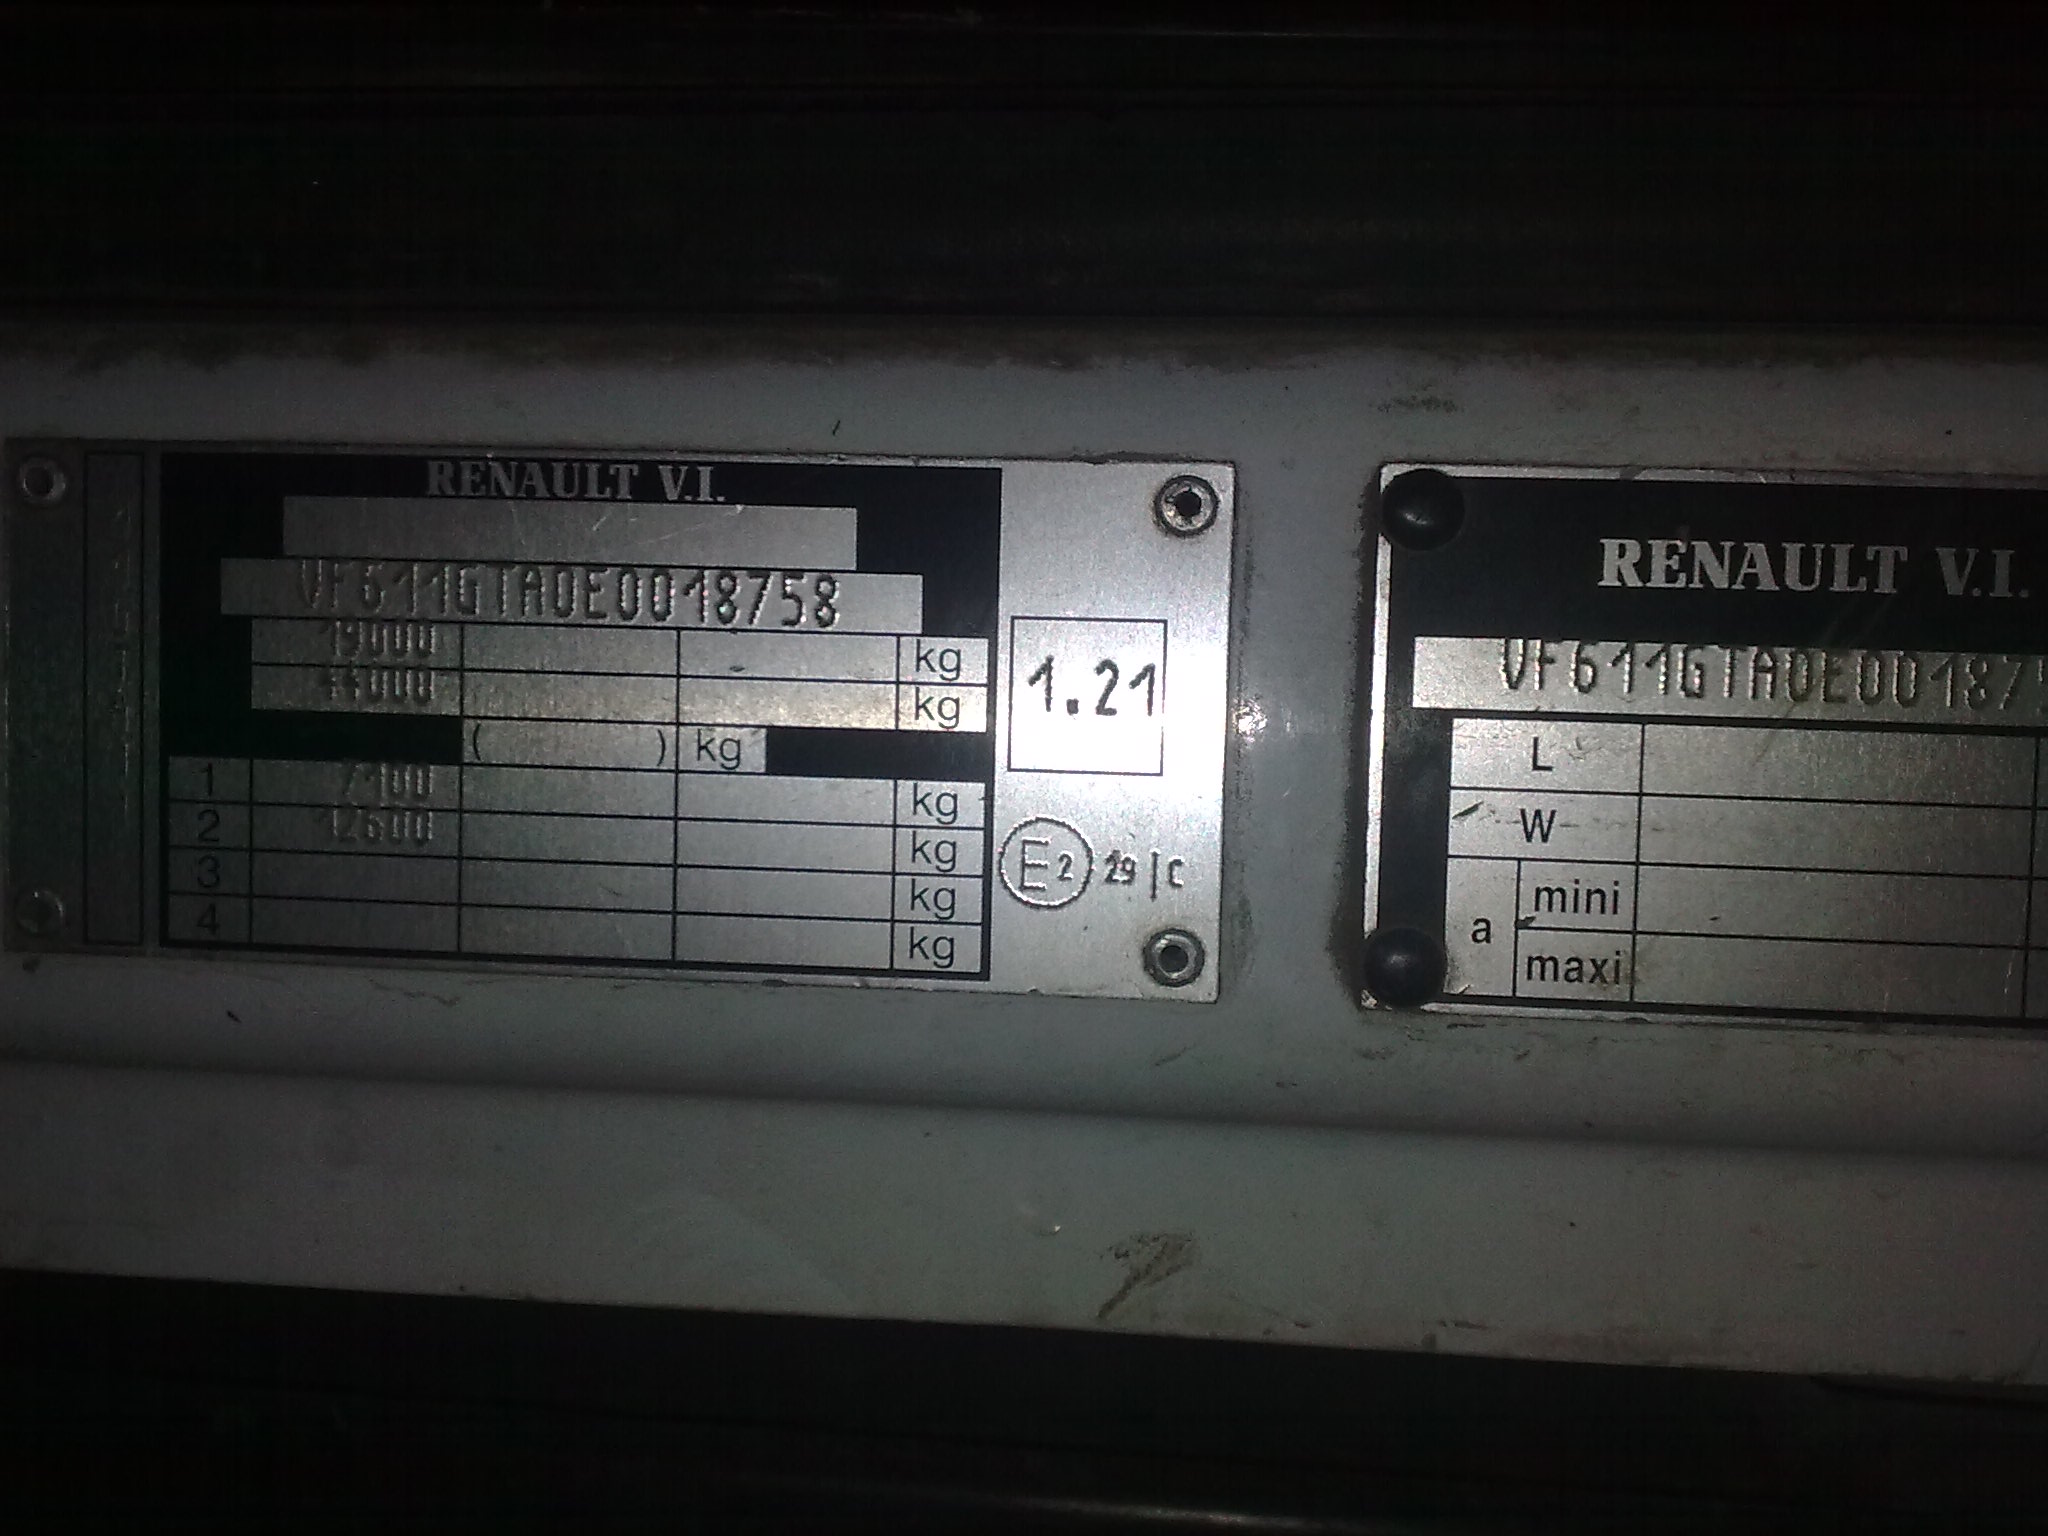 RENAULT V.I.
VF611GTA0E0018758
19000 kg
44000 kg
( ) kg
1 7100 kg
2 12600 kg
3 kg
4 kg
1.21
E2 29 | C
RENAULT V.I.
VF611GTA0E00187
L
W
a
mini
maxi